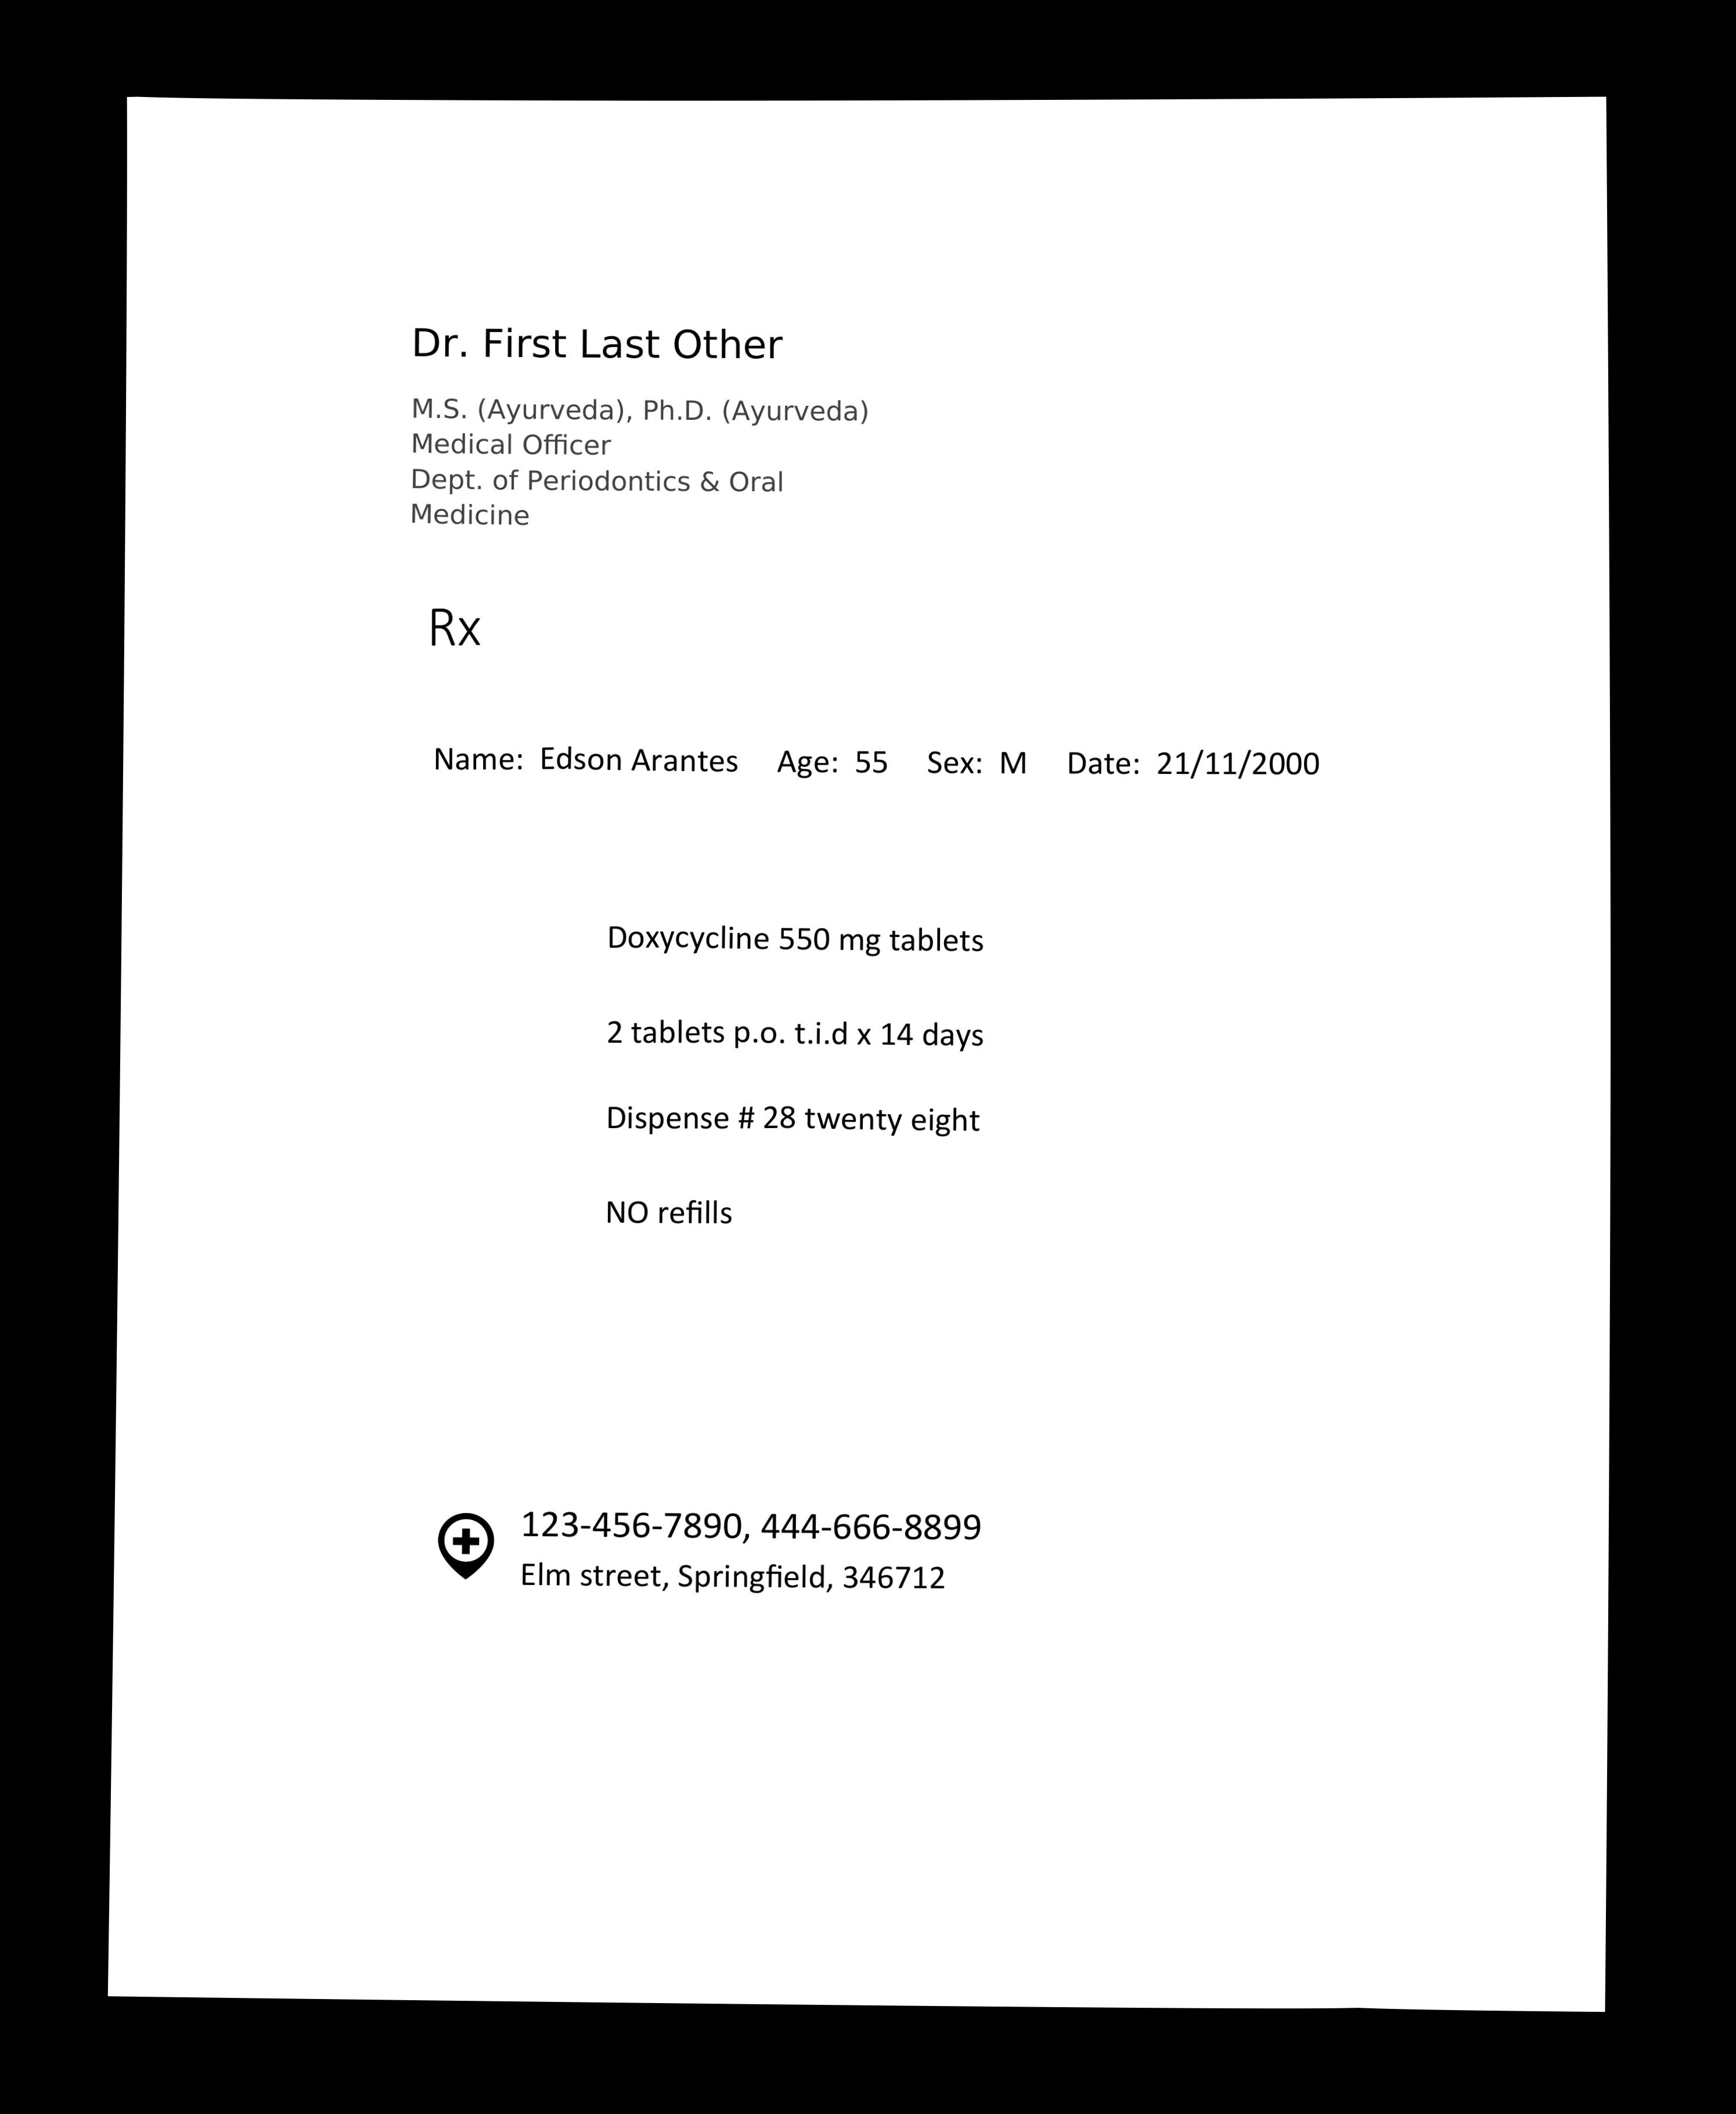 Dr. First Last Other
M.S. (Ayurveda), Ph.D. (Ayurveda)
Medical Officer
Dept. of Periodontics & Oral
Medicine
Rx
Name: Edson Arantes Age: 55 Sex: M Date: 21/11/2000
Doxycycline 550 mg tablets
2 tablets p.o. t.i.d x 14 days
Dispense # 28 twenty eight
NO refills
123-456-7890, 444-666-8899
Elm street, Springfield, 346712